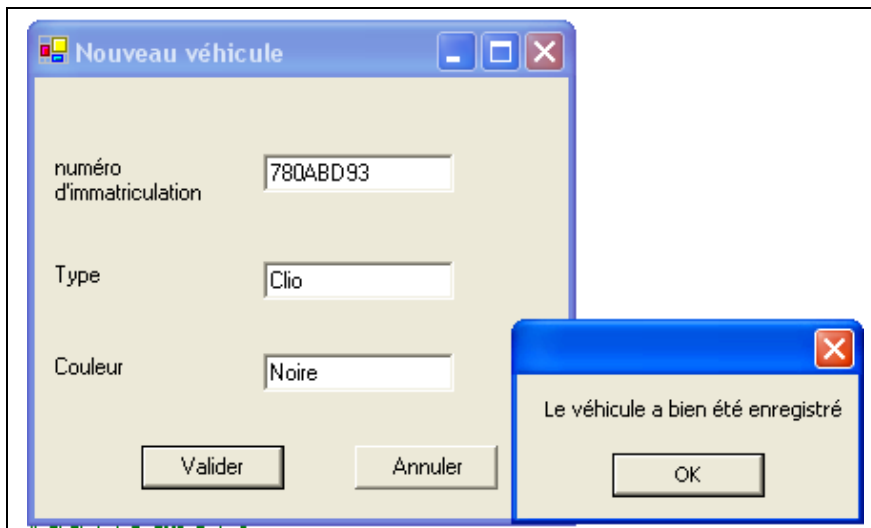 Nouveau véhicule
numéro
d'immatriculation
780ABD93
Type
Clio
Couleur
Noire
Valider
Annuler
Le véhicule a bien été enregistré
OK